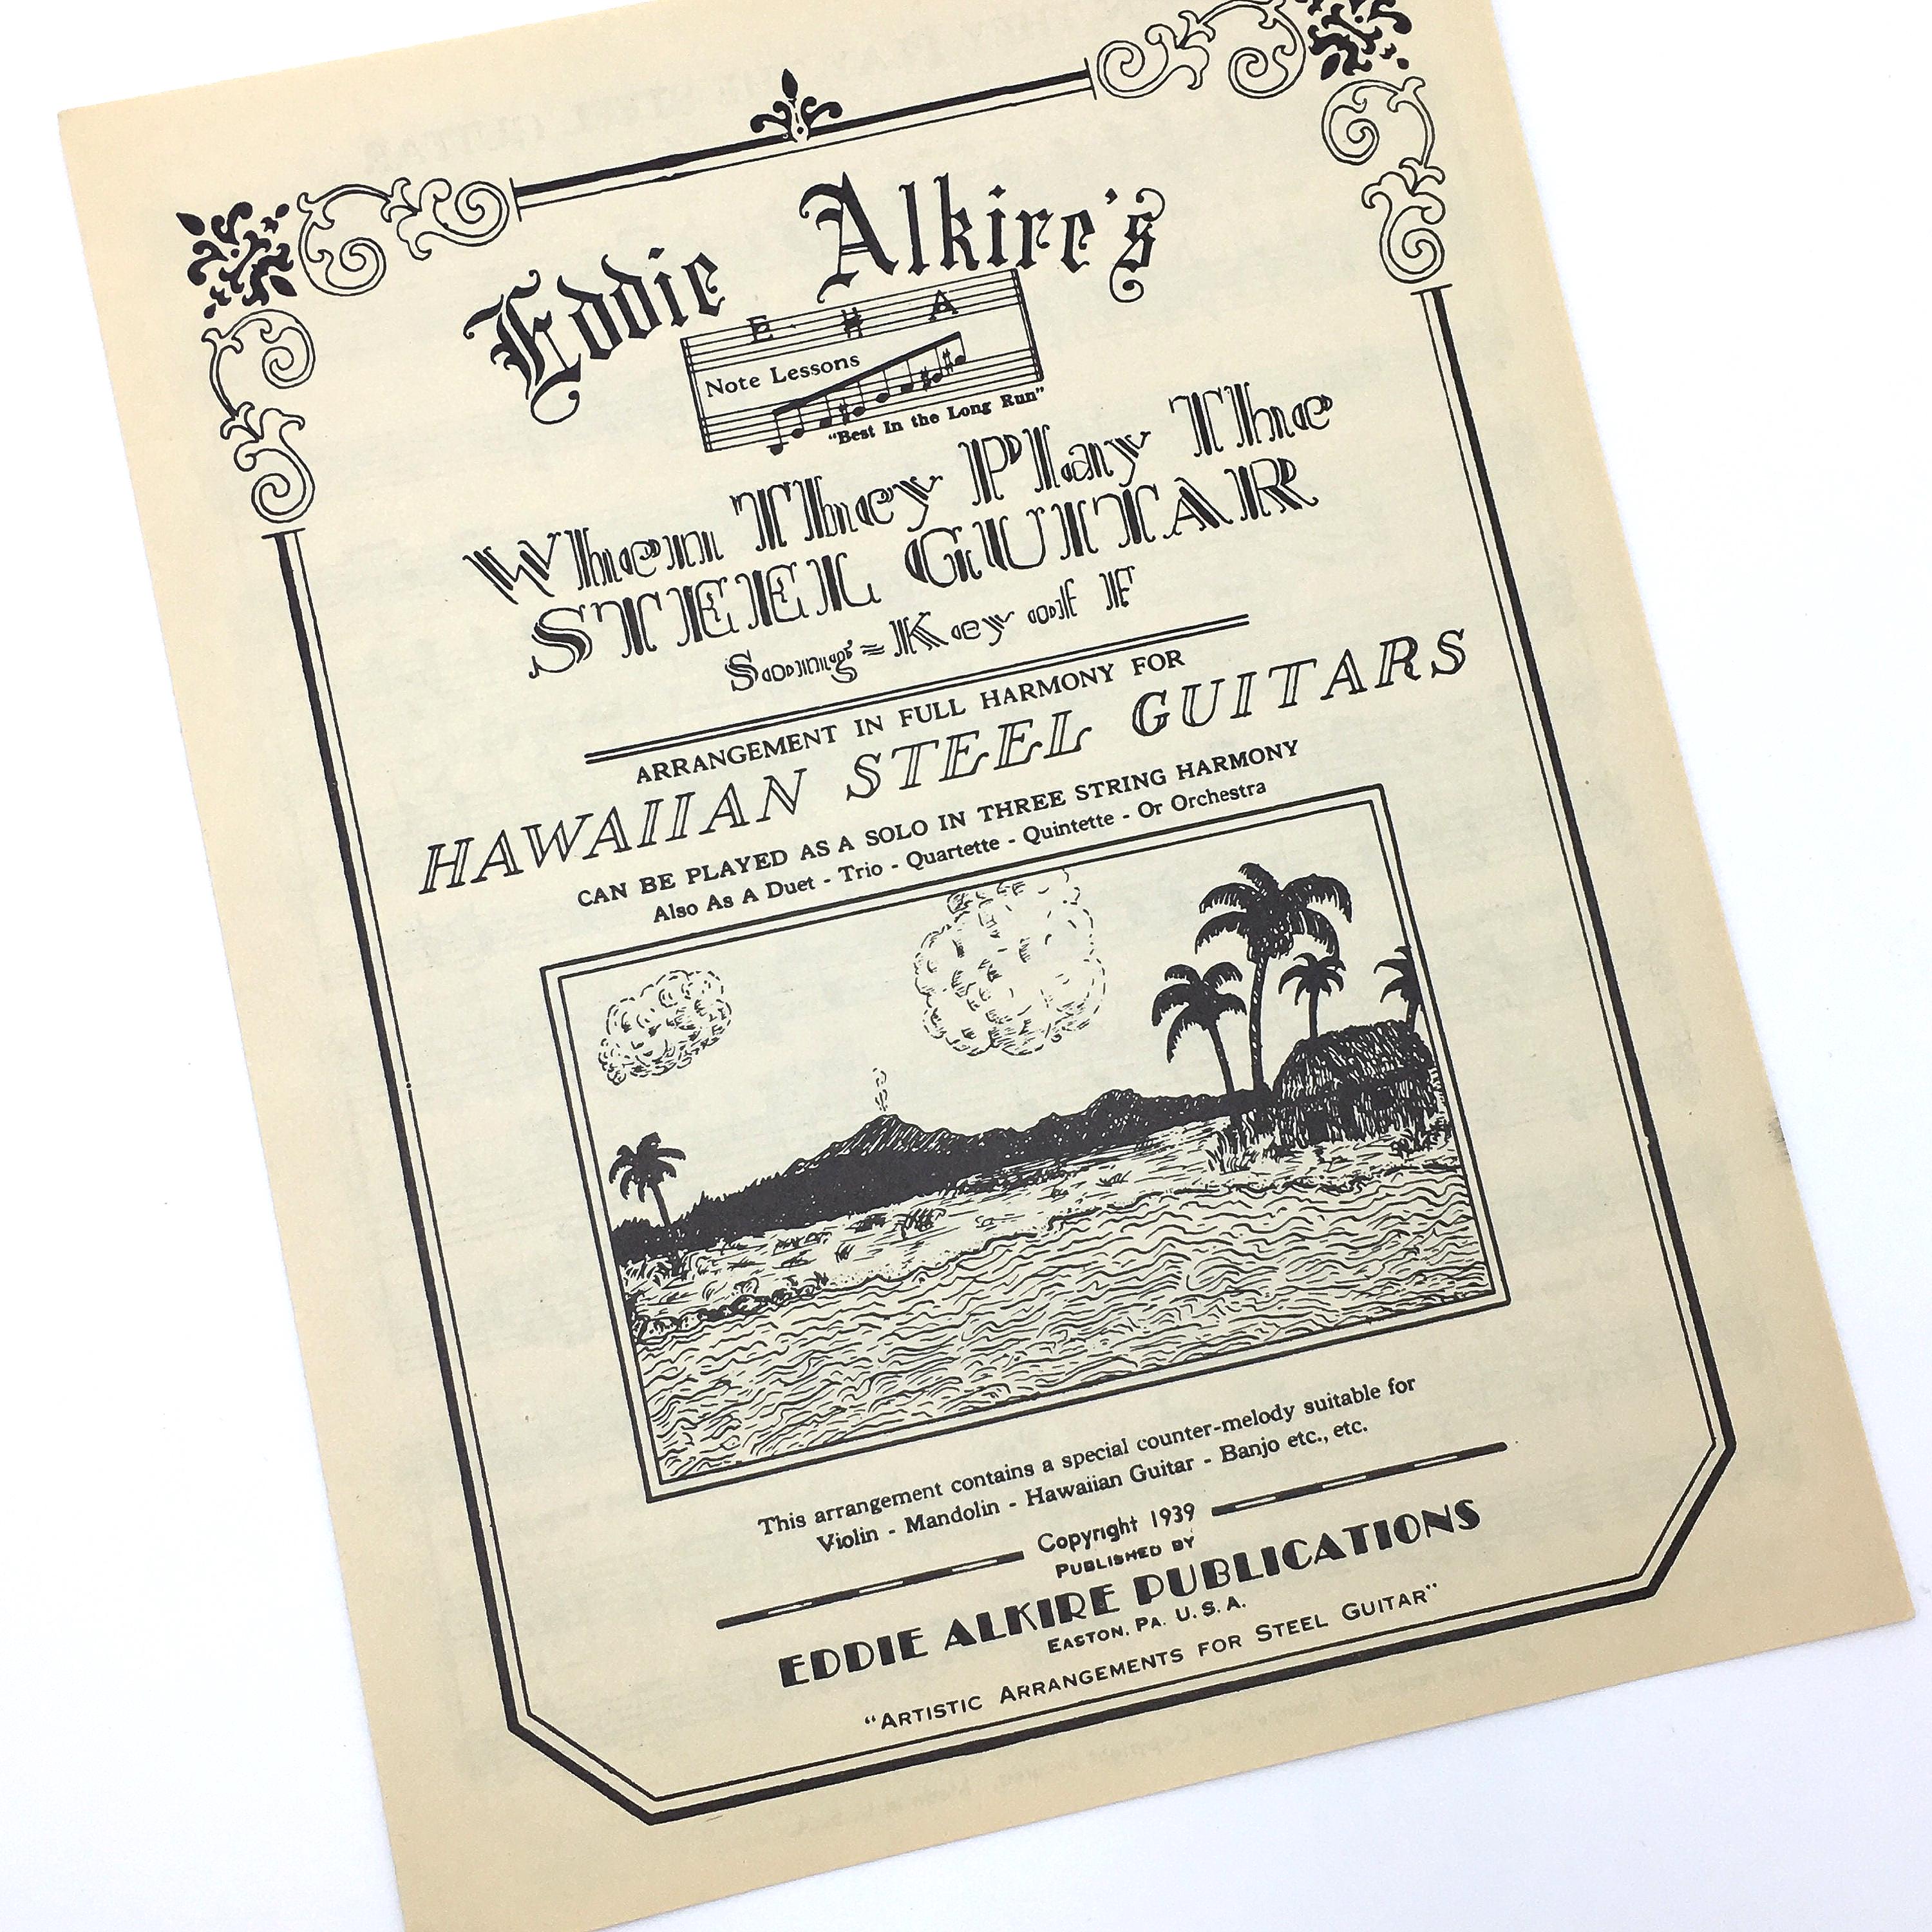 Eddie Alkire's
E H A
Note Lessons
"Best In the Long Run"
When They Play The
STEEL GUITAR
Song = Key of F
ARRANGEMENT IN FULL HARMONY FOR
HAWAIIAN STEEL GUITARS
CAN BE PLAYED AS A SOLO IN THREE STRING HARMONY
Also As A Duet - Trio - Quartette - Quintette - Or Orchestra
This arrangement contains a special counter-melody suitable for
Violin - Mandolin - Hawaiian Guitar - Banjo etc., etc.
Copyright 1939
PUBLISHED BY
EDDIE ALKIRE PUBLICATIONS
EASTON, PA. U.S.A.
"ARTISTIC ARRANGEMENTS FOR STEEL GUITAR"